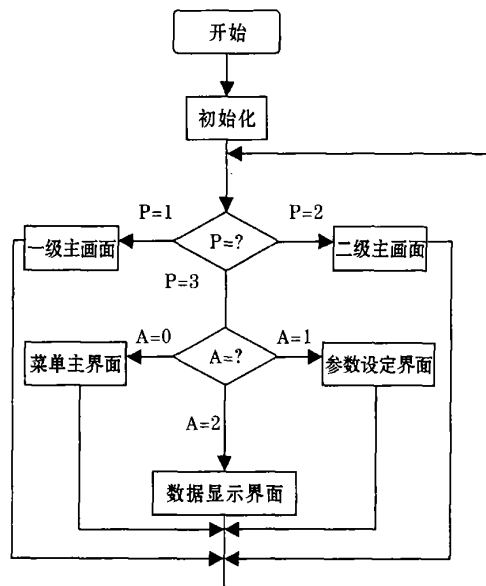 开始
初始化
P=1
P=2
一级主画面
P=?
二级主画面
P=3
A=0
A=1
菜单主界面
A=?
参数设定界面
A=2
数据显示界面